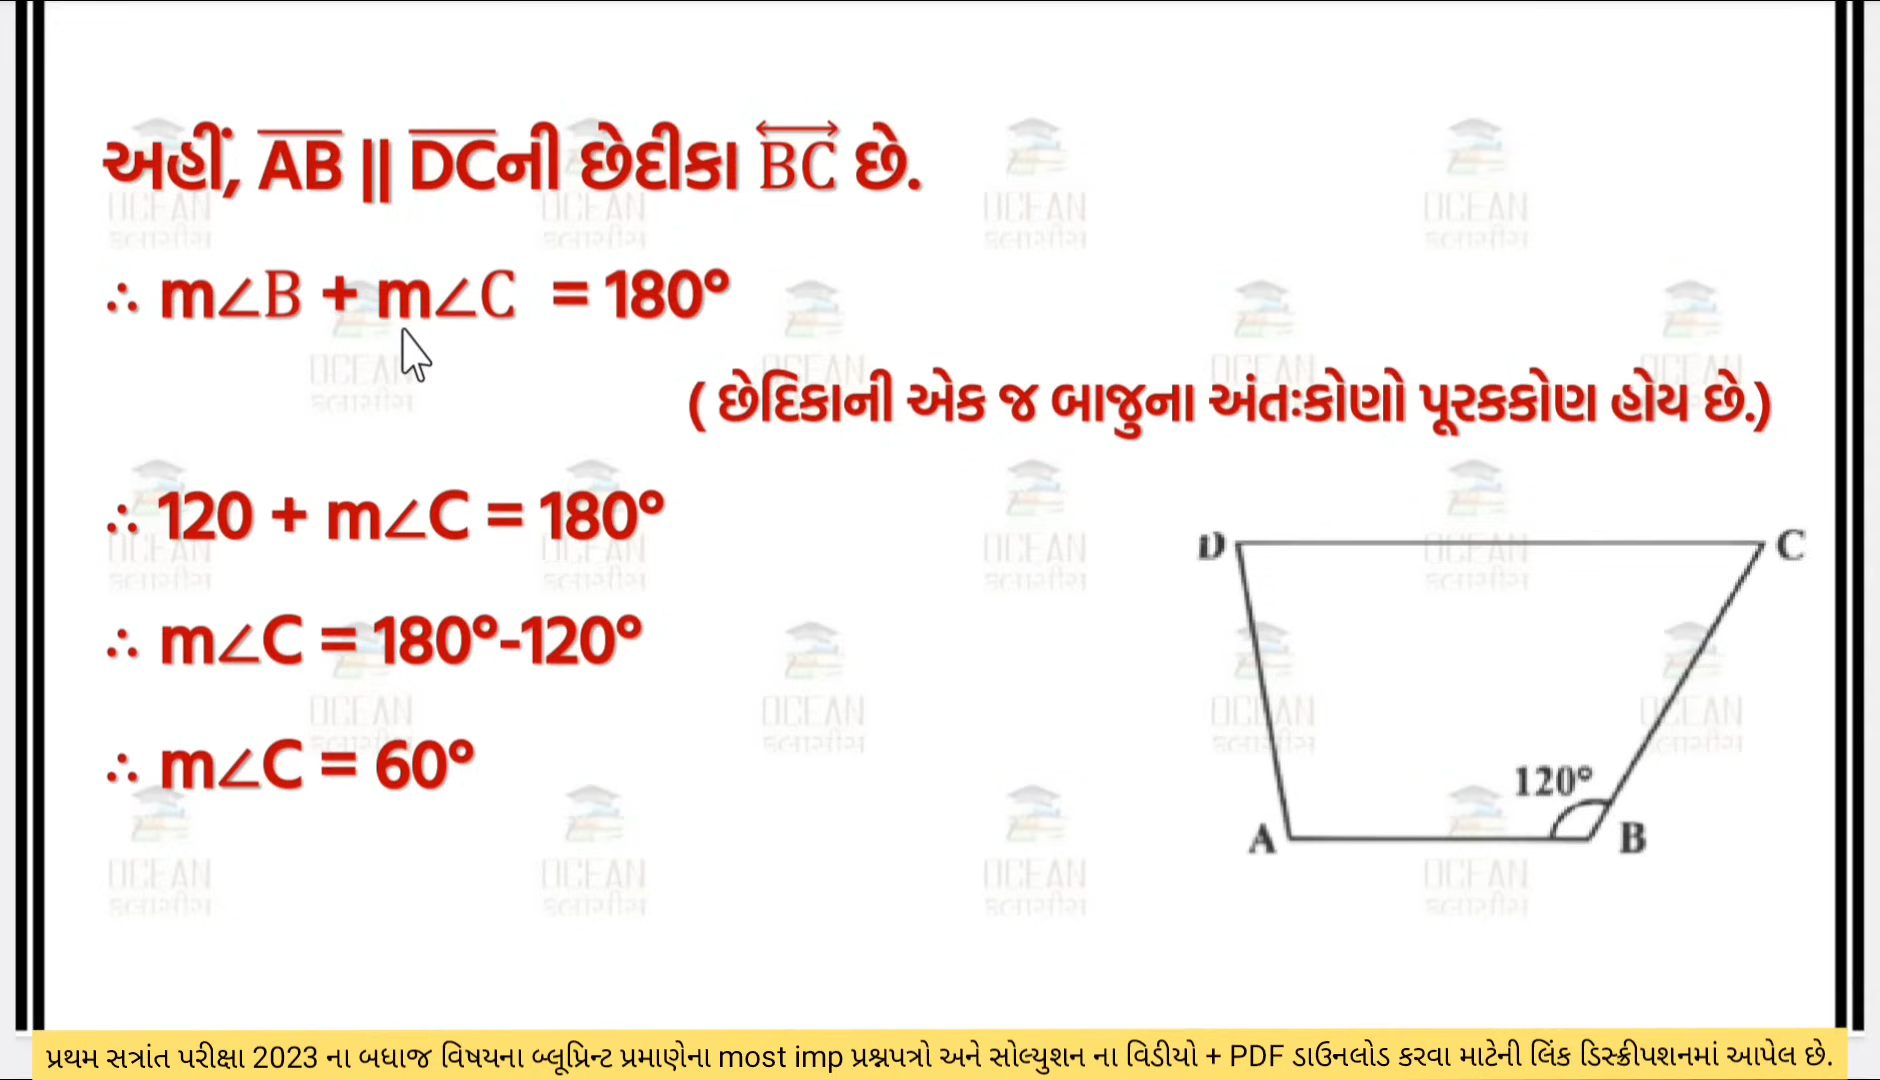 અહીં, AB || DCની છેદીકા BC છે.
∴ m∠B + m∠C = 180°
( છેદિકાની એક જ બાજુના અંતઃકોણો પૂરકકોણ હોય છે.)
∴ 120 + m∠C = 180°
∴ m∠C = 180°-120°
∴ m∠C = 60°
D
C
120°
A
B
પ્રથમ સત્રાંત પરીક્ષા 2023 ના બધાજ વિષયના બ્લૂપ્રિન્ટ પ્રમાણેના most imp પ્રશ્નપત્રો અને સોલ્યુશન ના વિડીયો + PDF ડાઉનલોડ કરવા માટેની લિંક ડિસ્ક્રીપશનમાં આપેલ છે.